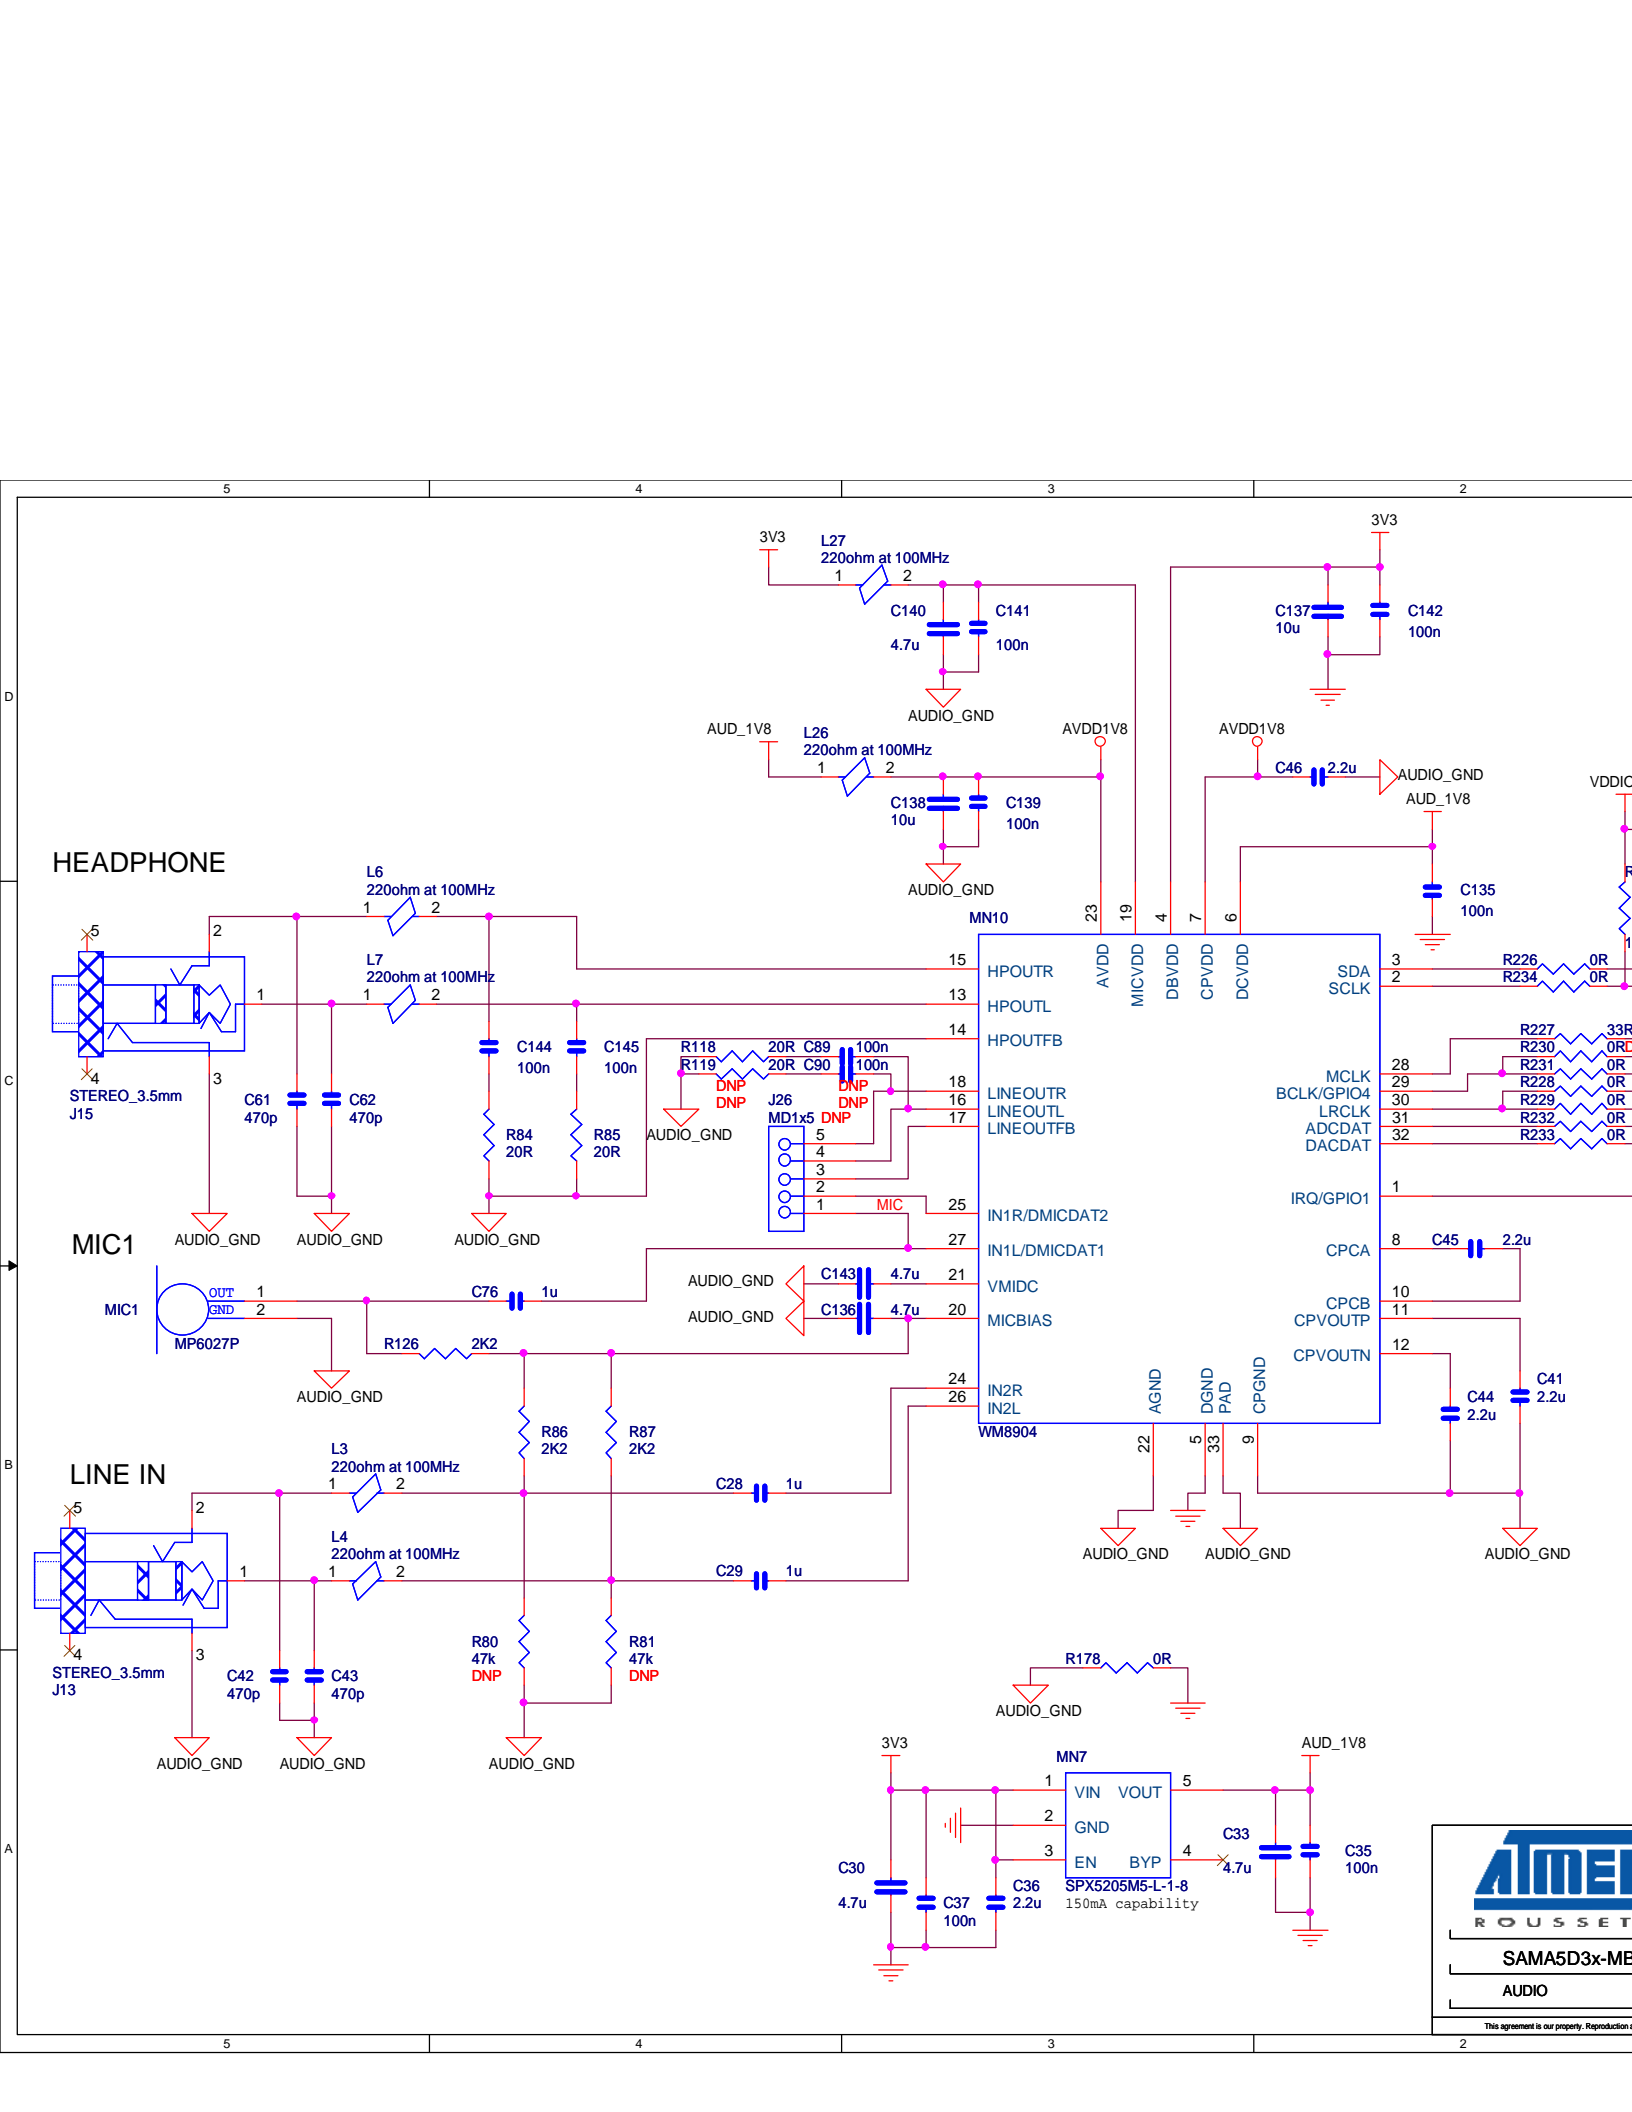 5
4
3
2
3V3
L27
220ohm at 100MHz
1
2
C140
4.7u
C141
100n
AUDIO_GND
3V3
C137
10u
C142
100n
D
AUD_1V8
L26
220ohm at 100MHz
1
2
C138
10u
C139
100n
AUDIO_GND
AVDD1V8
AVDD1V8
C46
2.2u
AUDIO_GND
AUD_1V8
C135
100n
HEADPHONE
L6
220ohm at 100MHz
1
2
L7
220ohm at 100MHz
1
2
5
2
1
4
3
STEREO_3.5mm
J15
C61
470p
C62
470p
C144
100n
C145
100n
R84
20R
R85
20R
AUDIO_GND
AUDIO_GND
AUDIO_GND
C
R118
20R
C89
100n
R119
20R
C90
100n
DNP
DNP
DNP
DNP
AUDIO_GND
J26
MD1x5
DNP
5
4
3
2
1
MIC
MN10
23
19
4
7
6
AVDD
MICVDD
DBVDD
CPVDD
DCVDD
15
HPOUTR
13
HPOUTL
14
HPOUTFB
18
LINEOUTR
16
LINEOUTL
17
LINEOUTFB
25
IN1R/DMICDAT2
27
IN1L/DMICDAT1
21
VMIDC
20
MICBIAS
24
IN2R
26
IN2L
WM8904
SDA
3
SCLK
2
MCLK
28
BCLK/GPIO4
29
LRCLK
30
ADCDAT
31
DACDAT
32
IRQ/GPIO1
1
CPCA
8
CPCB
10
CPVOUTP
11
CPVOUTN
12
AGND
DGND
PAD
CPGND
22
5
33
9
R226
0R
R234
0R
R227
33R
R230
0R
R231
0R
R228
0R
R229
0R
R232
0R
R233
0R
C45
2.2u
C44
2.2u
C41
2.2u
AUDIO_GND
AUDIO_GND
AUDIO_GND
MIC1
MIC1
OUT
GND
1
2
MP6027P
AUDIO_GND
C76
1u
R126
2K2
AUDIO_GND
C143
4.7u
AUDIO_GND
C136
4.7u
R86
2K2
R87
2K2
B
LINE IN
L3
220ohm at 100MHz
1
2
L4
220ohm at 100MHz
1
2
C28
1u
C29
1u
5
2
1
4
3
STEREO_3.5mm
J13
C42
470p
C43
470p
R80
47k
DNP
R81
47k
DNP
AUDIO_GND
AUDIO_GND
AUDIO_GND
R178
0R
AUDIO_GND
A
3V3
MN7
AUD_1V8
1
VIN
VOUT
5
2
GND
3
EN
BYP
4
SPX5205M5-L-1-8
150mA capability
C30
4.7u
C37
100n
C36
2.2u
C33
4.7u
C35
100n
ROUSSET
SAMA5D3x-MB
AUDIO
This agreement is our property. Reproduction
5
4
3
2